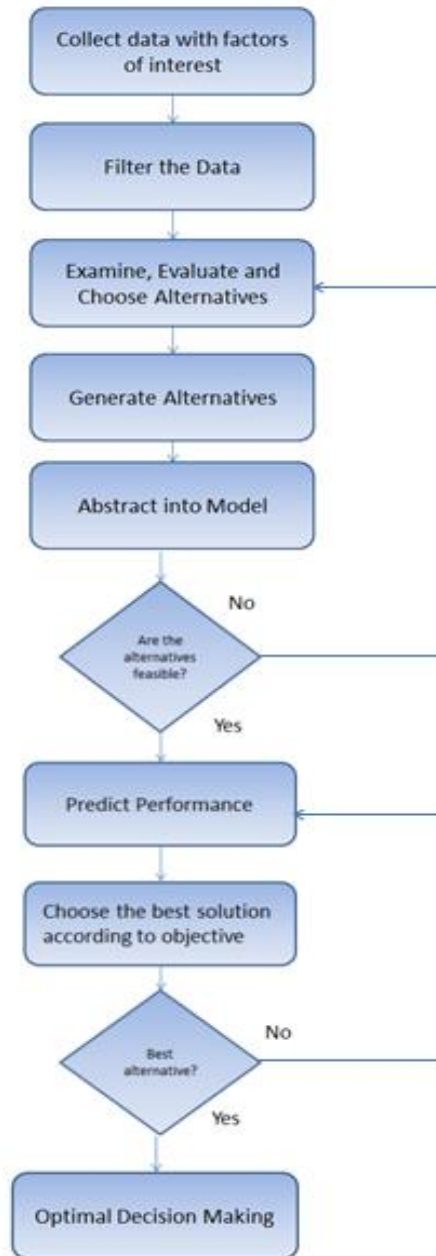 Collect data with factors
of interest
Filter the Data
Examine, Evaluate and
Choose Alternatives
Generate Alternatives
Abstract into Model
No
Are the
alternatives
feasible?
Yes
Predict Performance
Choose the best solution
according to objective
No
Best
alternative?
Yes
Optimal Decision Making